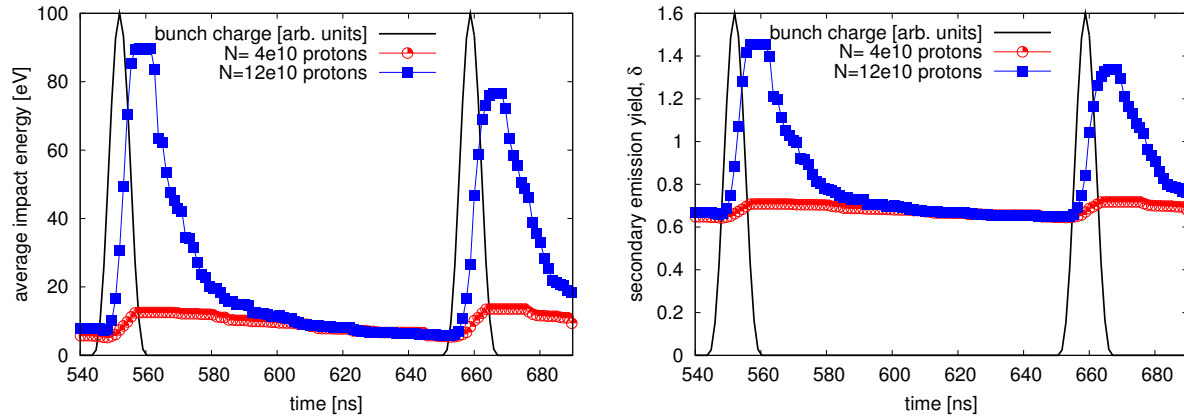 average impact energy [eV]
100
80
60
40
20
0
bunch charge [arb. units]
N= 4e10 protons
N=12e10 protons
540 560 580 600 620 640 660 680
time [ns]
secondary emission yield, δ
1.6
1.4
1.2
1
0.8
0.6
0.4
0.2
0
bunch charge [arb. units]
N= 4e10 protons
N=12e10 protons
540 560 580 600 620 640 660 680
time [ns]